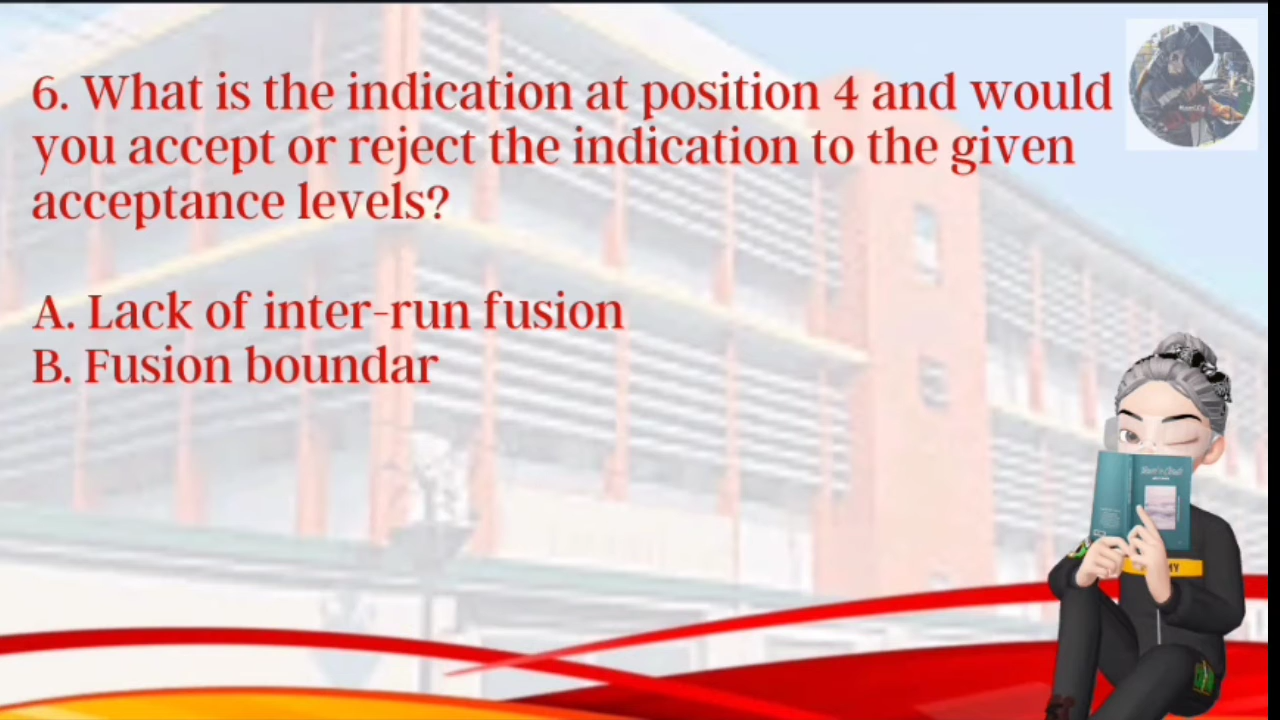 6. What is the indication at position 4 and would
you accept or reject the indication to the given
acceptance levels?
A. Lack of inter-run fusion
B. Fusion boundar